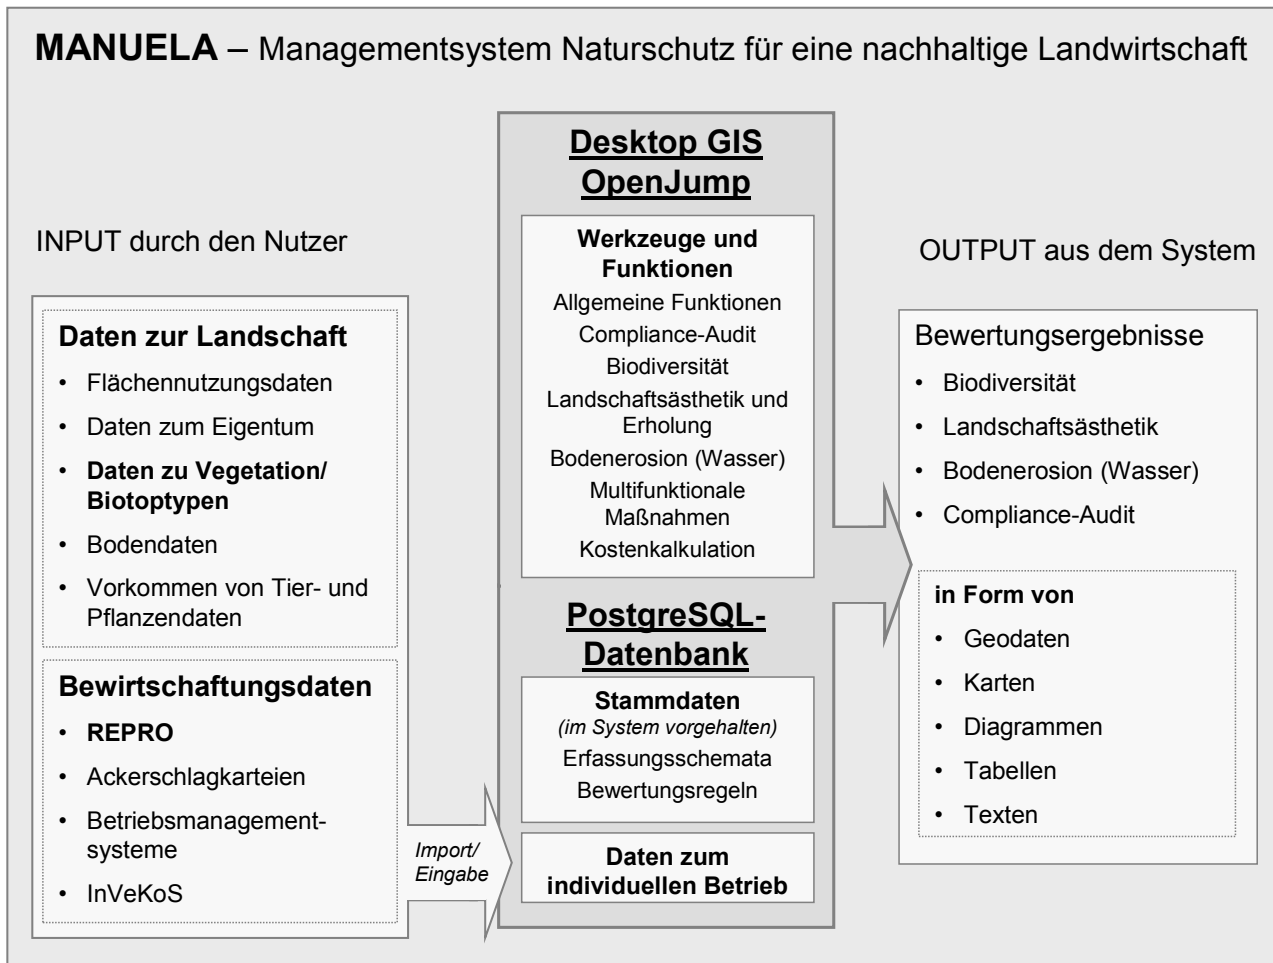 MANUELA – Managementsystem Naturschutz für eine nachhaltige Landwirtschaft
INPUT durch den Nutzer
Daten zur Landschaft
• Flächennutzungsdaten
• Daten zum Eigentum
• Daten zu Vegetation/
Biotoptypen
• Bodendaten
• Vorkommen von Tier- und
Pflanzendaten
Bewirtschaftungsdaten
• REPRO
• Ackerschlagkarteien
• Betriebsmanagement-
systeme
• InVeKoS
Import/
Eingabe
Desktop GIS
OpenJump
Werkzeuge und
Funktionen
Allgemeine Funktionen
Compliance-Audit
Biodiversität
Landschaftsästhetik und
Erholung
Bodenerosion (Wasser)
Multifunktionale
Maßnahmen
Kostenkalkulation
PostgreSQL-
Datenbank
Stammdaten
(im System vorgehalten)
Erfassungsschemata
Bewertungsregeln
Daten zum
individuellen Betrieb
OUTPUT aus dem System
Bewertungsergebnisse
• Biodiversität
• Landschaftsästhetik
• Bodenerosion (Wasser)
• Compliance-Audit
in Form von
• Geodaten
• Karten
• Diagrammen
• Tabellen
• Texten